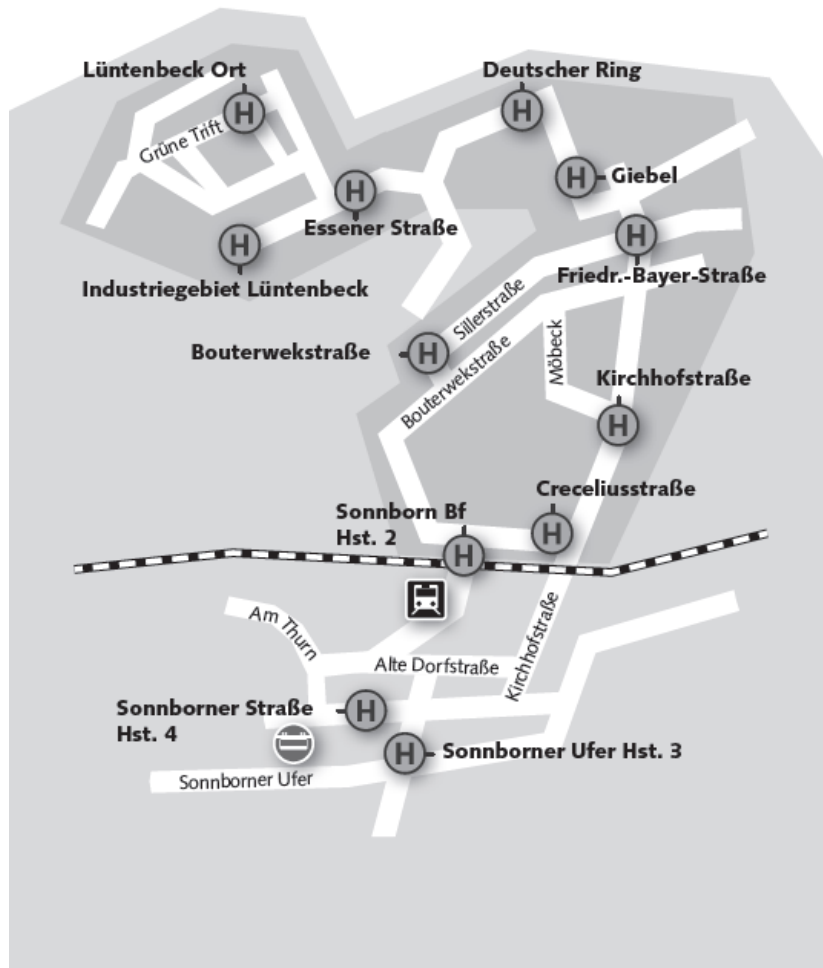 Lüntenbeck Ort
Deutscher Ring
H
H
Grüne Trift
H
Giebel
H
Essener Straße
H
H
Friedr.-Bayer-Straße
Industriegebiet Lüntenbeck
Sillerstraße
Bouterwekstraße
H
Möbeck
Bouterwekstraße
Kirchhofstraße
H
Creceliusstraße
Sonnborn Bf
Hst. 2
H
H
Am Thurn
Kirchhofstraße
Alte Dorfstraße
Sonnborner Straße
Hst. 4
H
H
Sonnborner Ufer Hst. 3
Sonnborner Ufer